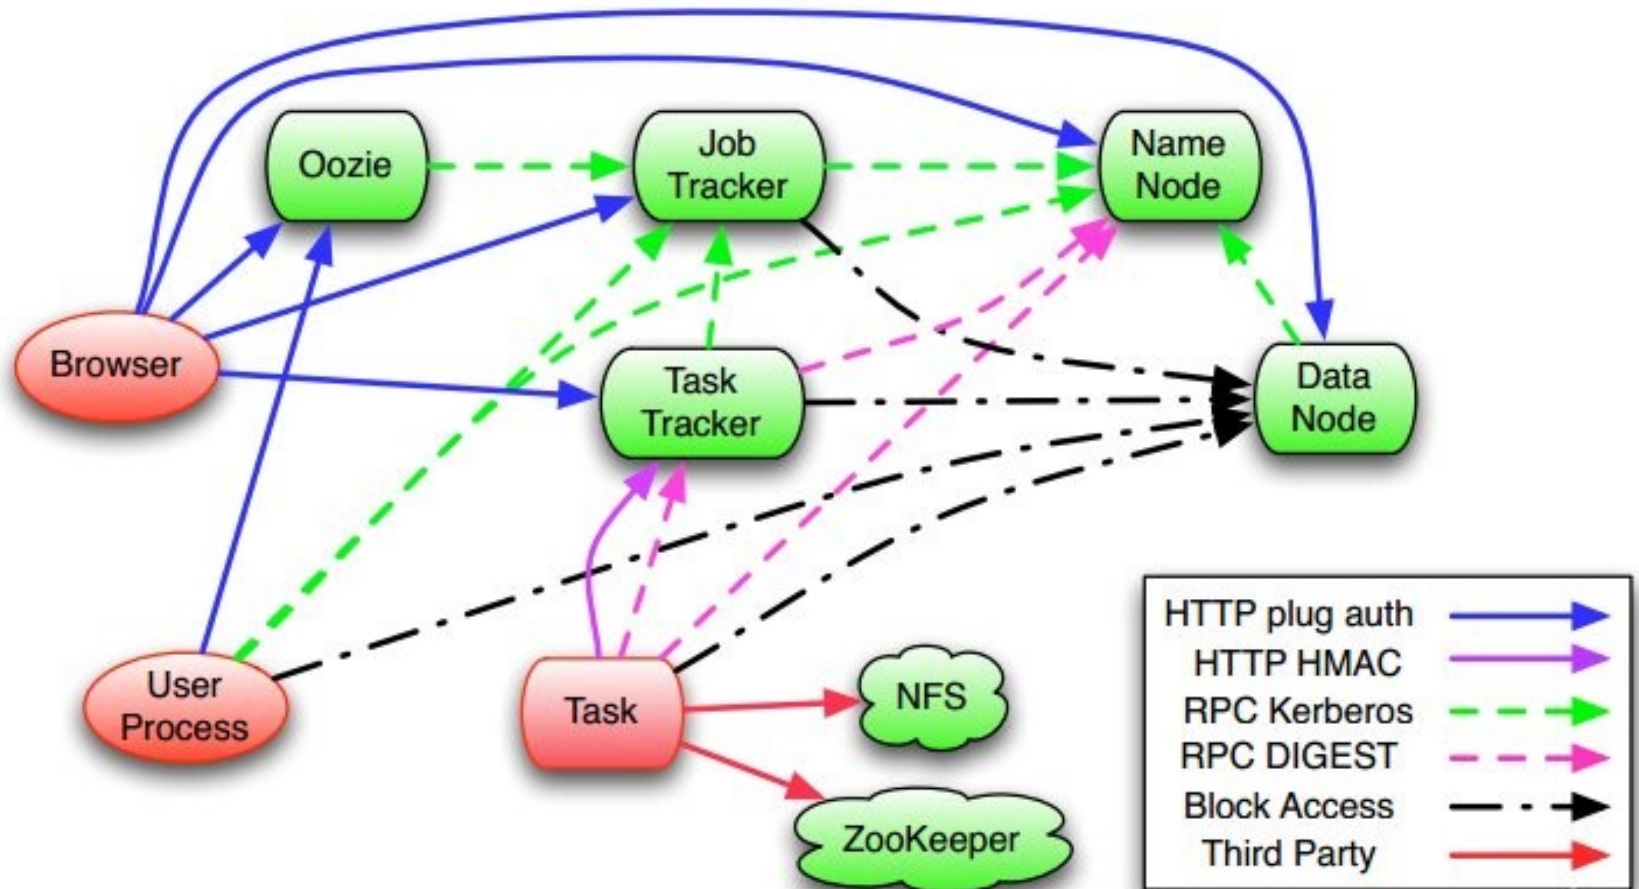 Oozie
Job
Tracker
Name
Node
Browser
Task
Tracker
Data
Node
User
Process
Task
NFS
ZooKeeper
HTTP plug auth
HTTP HMAC
RPC Kerberos
RPC DIGEST
Block Access
Third Party